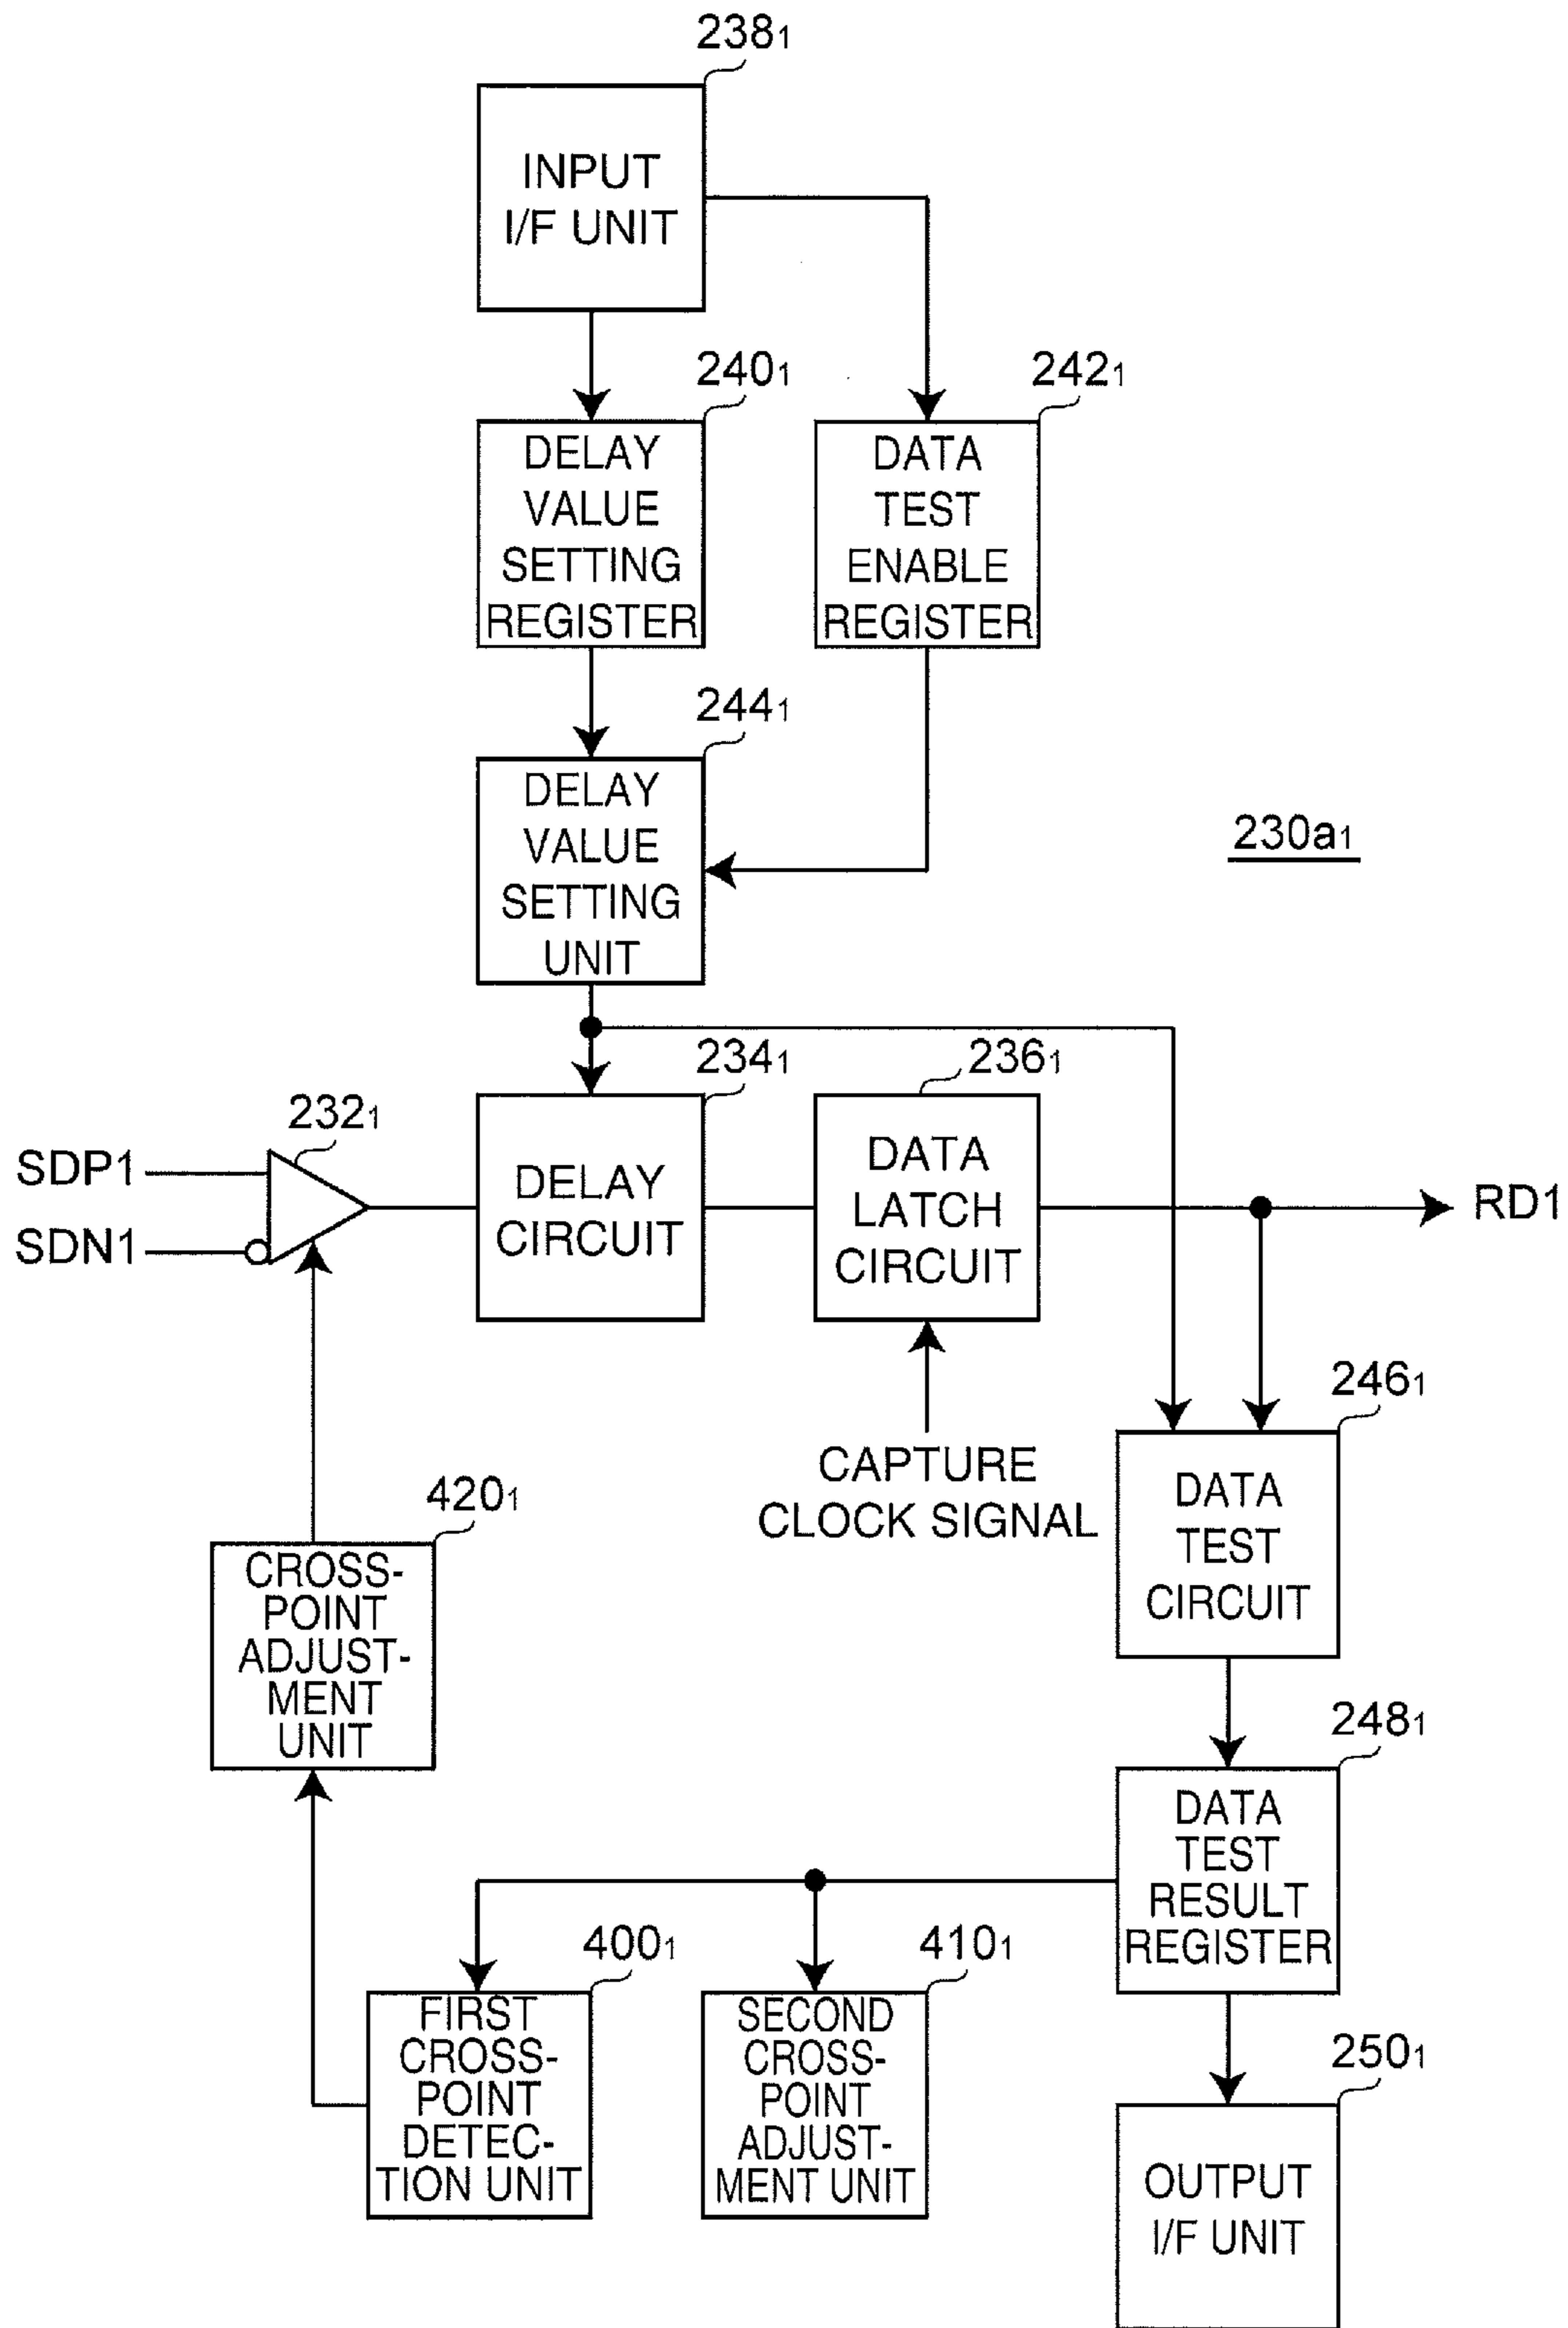 238₁
INPUT
I/F UNIT
240₁
242₁
DELAY
VALUE
SETTING
REGISTER
DATA
TEST
ENABLE
REGISTER
244₁
DELAY
VALUE
SETTING
UNIT
230a₁
234₁
236₁
232₁
SDP1
SDN1
DELAY
CIRCUIT
DATA
LATCH
CIRCUIT
RD1
CAPTURE
CLOCK SIGNAL
246₁
DATA
TEST
CIRCUIT
420₁
CROSS-
POINT
ADJUST-
MENT
UNIT
248₁
DATA
TEST
RESULT
REGISTER
400₁
FIRST
CROSS-
POINT
DETEC-
TION UNIT
410₁
SECOND
CROSS-
POINT
ADJUST-
MENT UNIT
250₁
OUTPUT
I/F UNIT